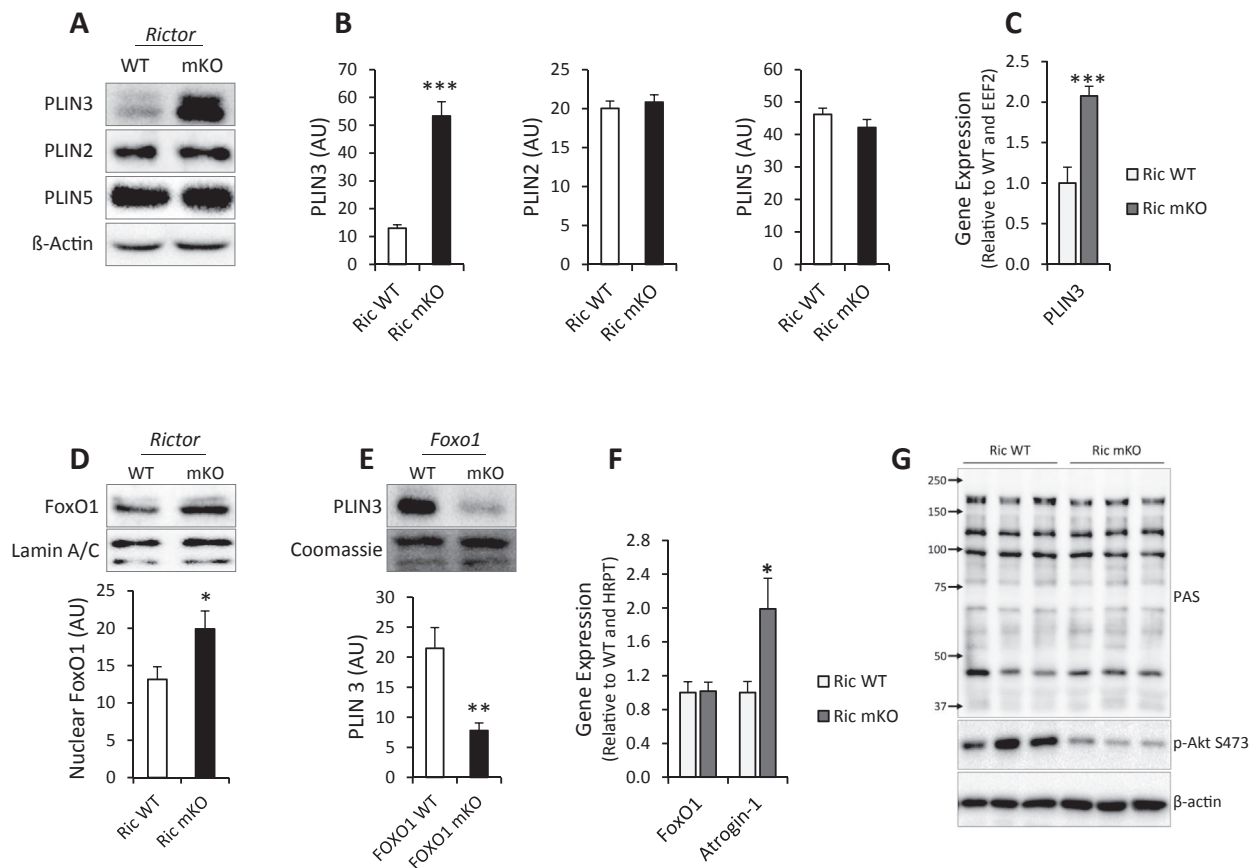 A
Rictor
WT mKO
PLIN3
PLIN2
PLIN5
ß-Actin
B
PLIN3 (AU)
70
60
50
40
30
20
10
0
***
Ric WT
Ric mKO
PLIN2 (AU)
25
20
15
10
5
0
Ric WT
Ric mKO
PLIN5 (AU)
70
60
50
40
30
20
10
0
Ric WT
Ric mKO
C
Gene Expression
(Relative to WT and EEF2)
2.5
2.0
1.5
1.0
0.5
0.0
***
PLIN3
Ric WT
Ric mKO
D
Rictor
WT mKO
FoxO1
Lamin A/C
Nuclear FoxO1 (AU)
25
20
15
10
5
0
*
Ric WT
Ric mKO
E
Foxo1
WT mKO
PLIN3
Coomassie
PLIN 3 (AU)
30
25
20
15
10
5
0
**
FOXO1 WT
FOXO1 mKO
F
Gene Expression
(Relative to WT and HRPT)
2.8
2.4
2.0
1.6
1.2
0.8
0.4
0.0
*
FoxO1
Atrogin-1
Ric WT
Ric mKO
G
Ric WT Ric mKO
250
150
100
75
50
37
PAS
p-Akt S473
β-actin